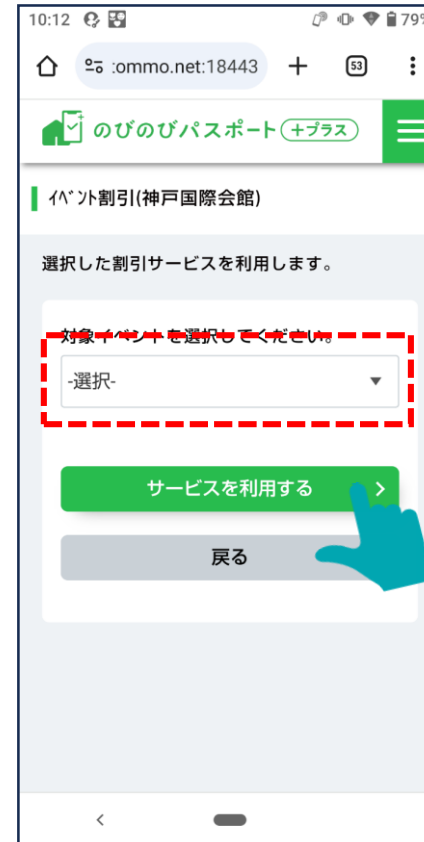 10:12 79%
:ommo.net:18443 53
のびのびパスポート +プラス
イベント割引(神戸国際会館)
選択した割引サービスを利用します。
対象イベントを選択してください。
-選択-
サービスを利用する
戻る